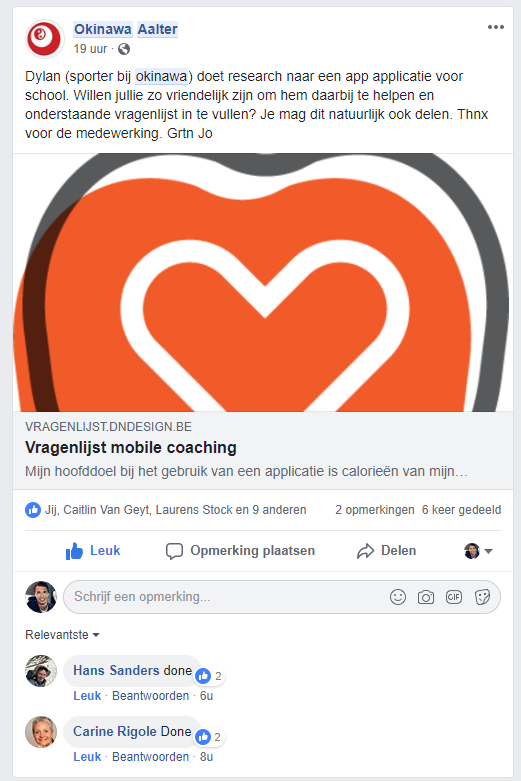 Okinawa Aalter
19 uur ·
Dylan (sporter bij okinawa) doet research naar een app applicatie voor
school. Willen jullie zo vriendelijk zijn om hem daarbij te helpen en
onderstaande vragenlijst in te vullen? Je mag dit natuurlijk ook delen. Thnx
voor de medewerking. Grtn Jo
VRAGENLIJST.DNDESIGN.BE
Vragenlijst mobile coaching
Mijn hoofddoel bij het gebruik van een applicatie is calorieën van mijn…
Jij, Caitlin Van Geyt, Laurens Stock en 9 anderen 2 opmerkingen 6 keer gedeeld
Leuk Opmerking plaatsen Delen
Schrijf een opmerking... GIF
Relevantste
Hans Sanders done 2
Leuk · Beantwoorden · 6u
Carine Rigole Done 2
Leuk · Beantwoorden · 8u